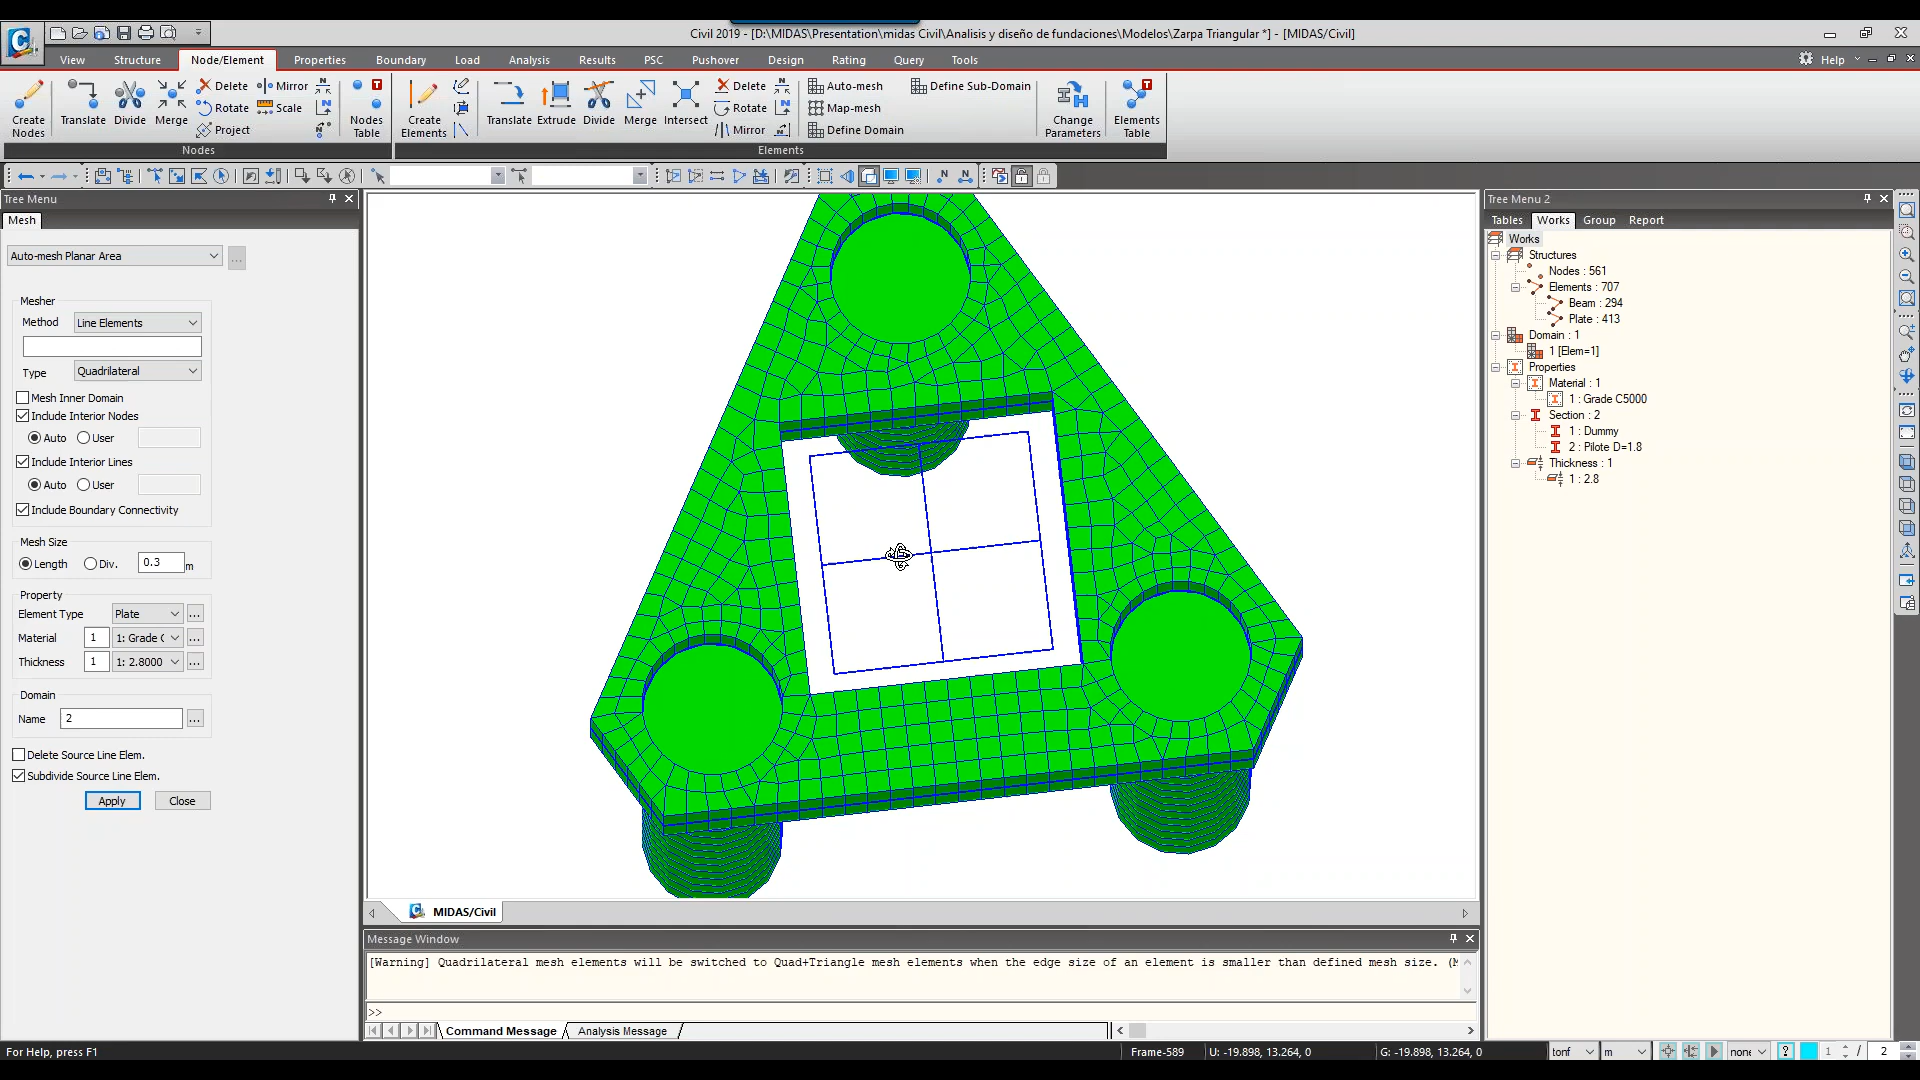 Civil 2019 - [D:\MIDAS\Presentation\midas Civil\Analisis y diseño de fundaciones\Modelos\Zarpa Triangular *] - [MIDAS/Civil]
View Structure Node/Element Properties Boundary Load Analysis Results PSC Pushover Design Rating Query Tools Help
Create Nodes
Translate
Divide
Merge
Delete
Rotate
Project
Mirror
Scale
Nodes Table
Create Elements
Translate
Extrude
Divide
Merge
Intersect
Delete
Rotate
Mirror
Auto-mesh
Map-mesh
Define Domain
Define Sub-Domain
Change Parameters
Elements Table
Nodes
Elements
Tree Menu
Mesh
Auto-mesh Planar Area
...
Mesher
Method Line Elements
Type Quadrilateral
Mesh Inner Domain
Include Interior Nodes
Auto User
Include Interior Lines
Auto User
Include Boundary Connectivity
Mesh Size
Length Div. 0.3 m
Property
Element Type Plate ...
Material 1 1: Grade C ...
Thickness 1 1: 2.8000 ...
Domain
Name 2 ...
Delete Source Line Elem.
Subdivide Source Line Elem.
Apply Close
MIDAS/Civil
Message Window
[Warning] Quadrilateral mesh elements will be switched to Quad+Triangle mesh elements when the edge size of an element is smaller than defined mesh size. (M
>>
Command Message Analysis Message
Tree Menu 2
Tables Works Group Report
Works
Structures
Nodes : 561
Elements : 707
Beam : 294
Plate : 413
Domain : 1
1 [Elem=1]
Properties
Material : 1
1 : Grade C5000
Section : 2
1 : Dummy
2 : Pilote D=1.8
Thickness : 1
1 : 2.8
For Help, press F1
Frame-589
U: -19.898, 13.264, 0
G: -19.898, 13.264, 0
tonf
m
none
?
1 / 2